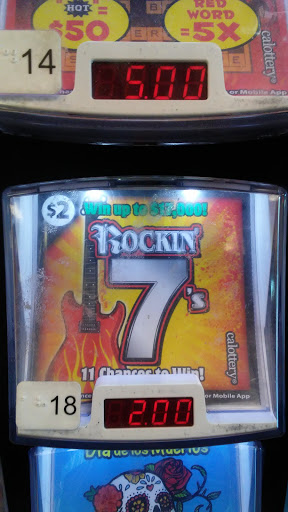 HOT
=
$50
RED
WORD
= 5X
calottery
14
5.00
or Mobile App
$2
Win up to $17,000!
ROCKIN'
7's
11 Chances to Win!
calottery
18
2.00
or Mobile App
Día de los Muertos